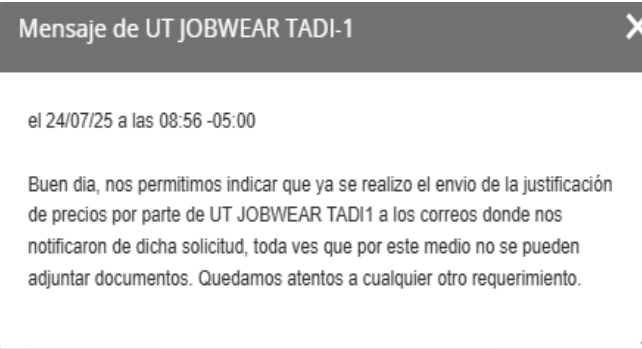 Mensaje de UT JOBWEAR TADI-1
el 24/07/25 a las 08:56 -05:00
Buen dia, nos permitimos indicar que ya se realizo el envio de la justificación
de precios por parte de UT JOBWEAR TADI1 a los correos donde nos
notificaron de dicha solicitud, toda ves que por este medio no se pueden
adjuntar documentos. Quedamos atentos a cualquier otro requerimiento.